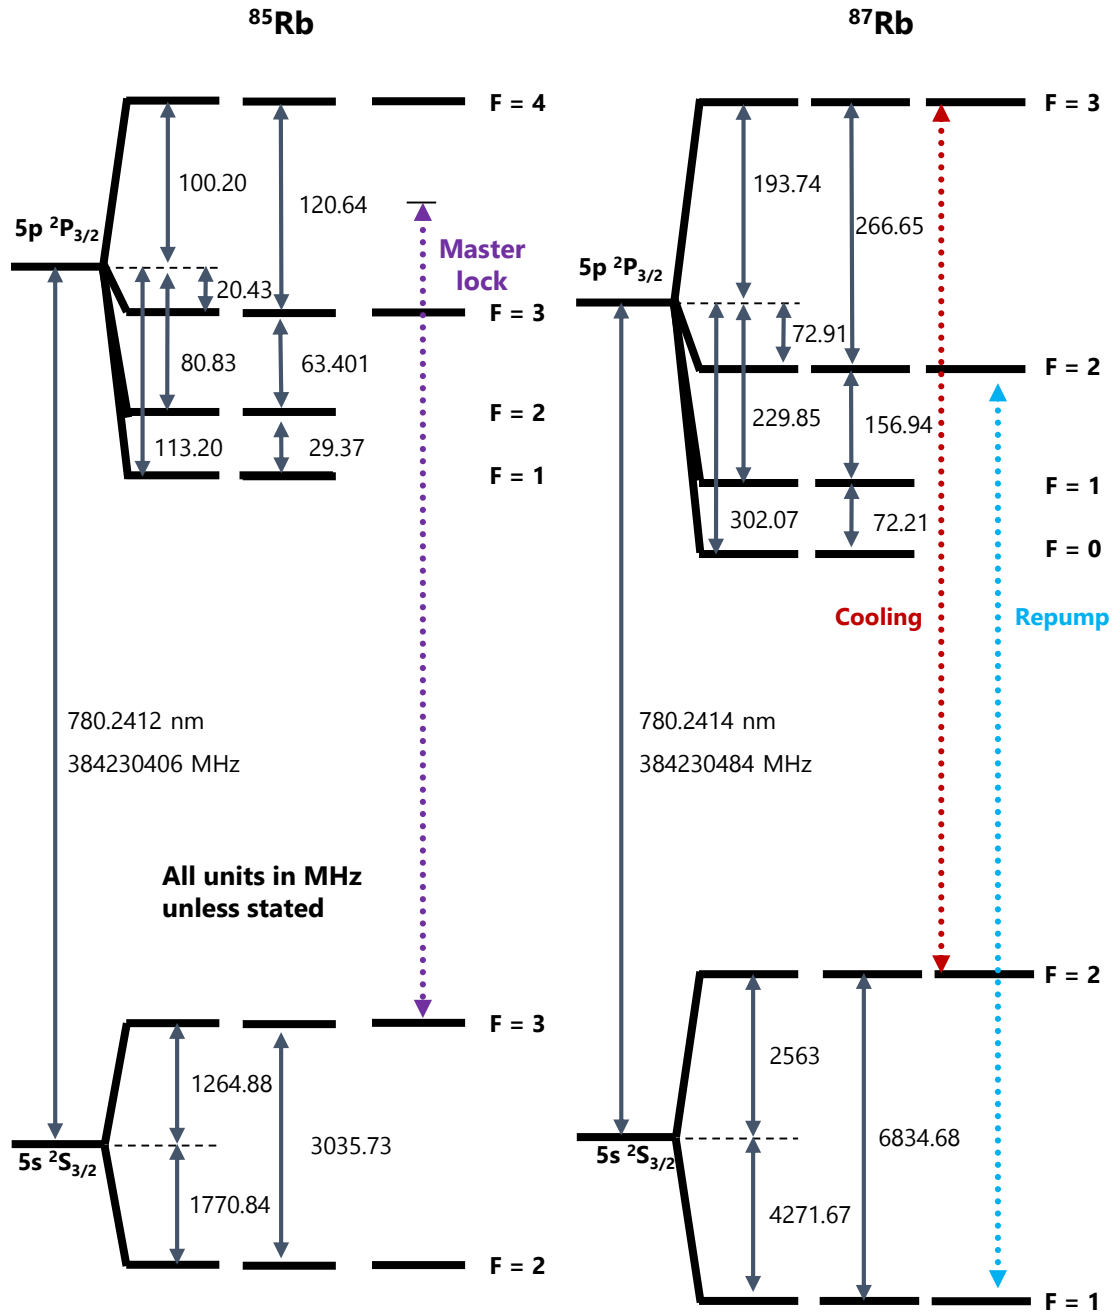 ⁸⁵Rb
F = 4
100.20
120.64
5p ²P₃/₂
Master
lock
20.43
F = 3
80.83
63.401
F = 2
113.20
29.37
F = 1
780.2412 nm
384230406 MHz
All units in MHz
unless stated
F = 3
1264.88
3035.73
5s ²S₃/₂
1770.84
F = 2
⁸⁷Rb
F = 3
193.74
266.65
5p ²P₃/₂
72.91
F = 2
229.85
156.94
F = 1
302.07
72.21
F = 0
Cooling
Repump
780.2414 nm
384230484 MHz
F = 2
2563
6834.68
5s ²S₃/₂
4271.67
F = 1